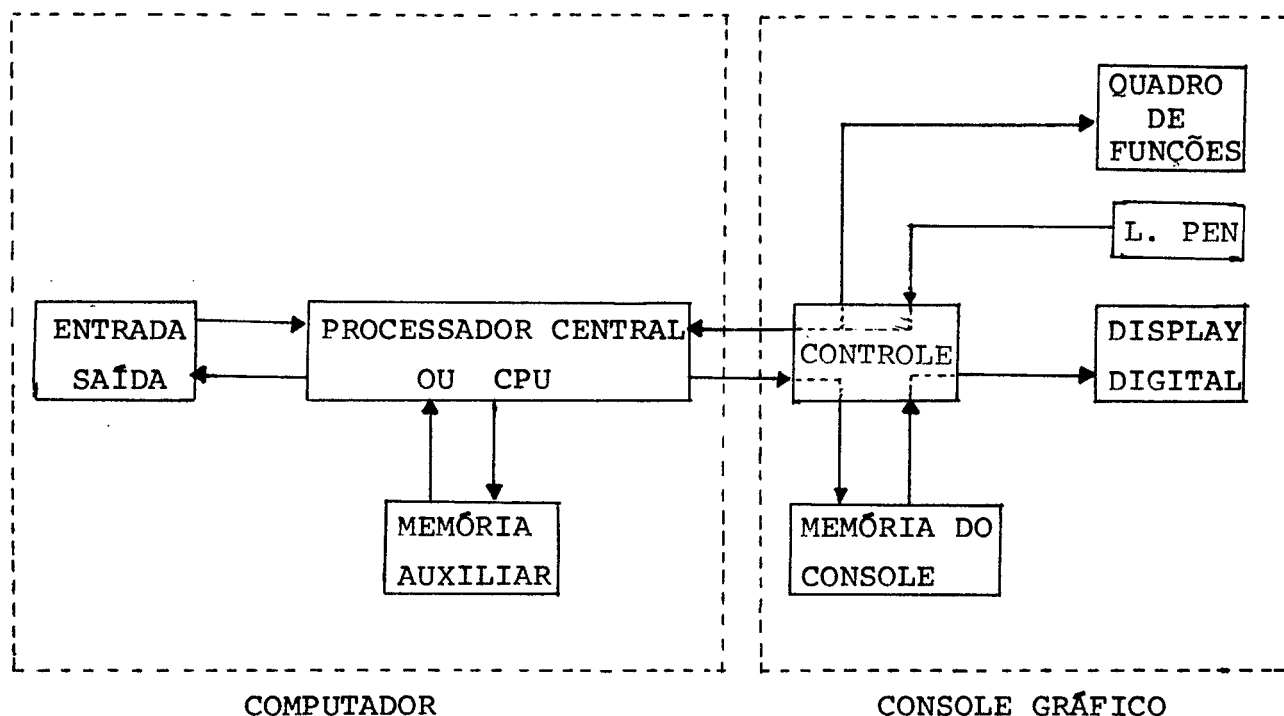 QUADRO
DE
FUNÇÕES
L. PEN
ENTRADA
SAÍDA
PROCESSADOR CENTRAL
OU CPU
CONTROLE
DISPLAY
DIGITAL
MEMÓRIA
AUXILIAR
MEMÓRIA DO
CONSOLE
COMPUTADOR
CONSOLE GRÁFICO